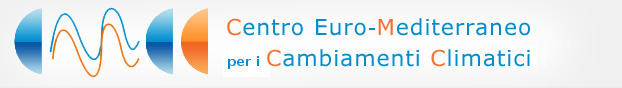 Centro Euro-Mediterraneo
per i Cambiamenti Climatici